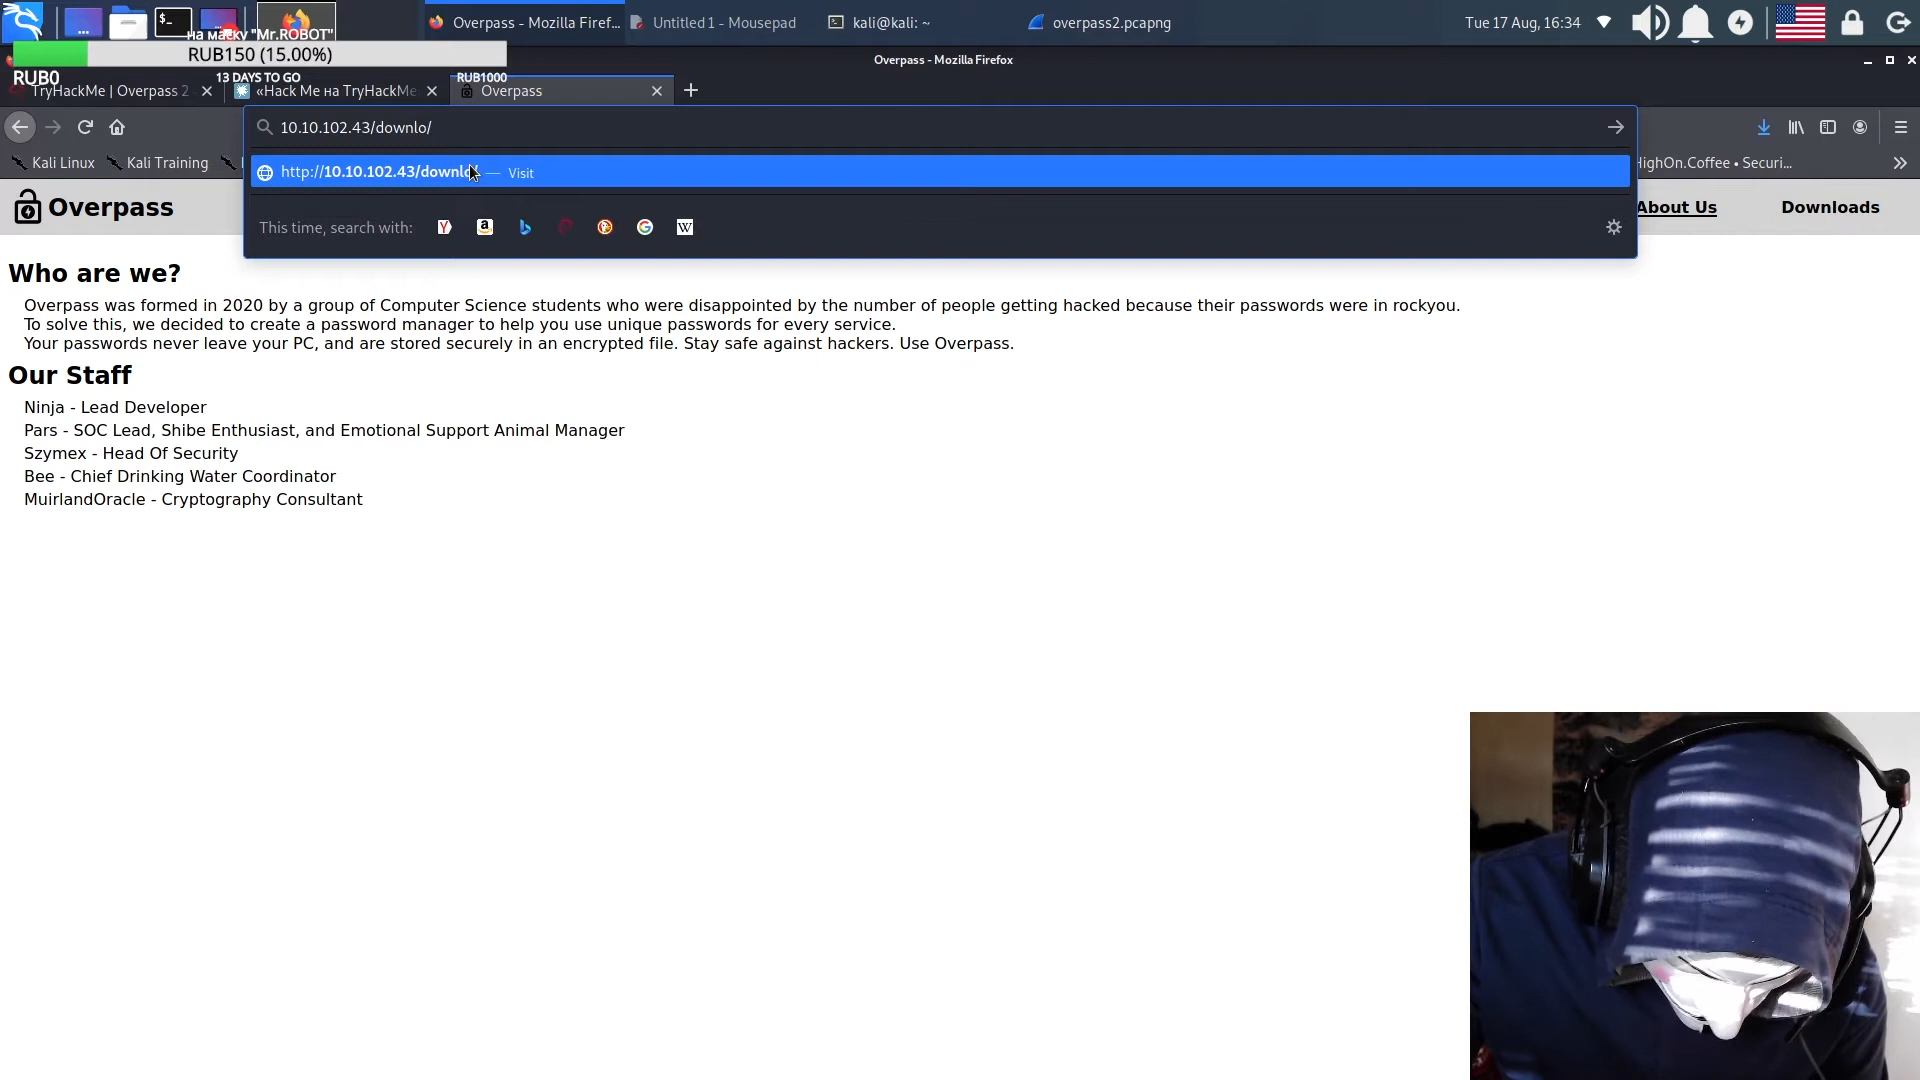 Overpass - Mozilla Firef...
Untitled 1 - Mousepad
kali@kali: ~
overpass2.pcapng
Tue 17 Aug, 16:34
на маску "Mr.ROBOT"
RUB150 (15.00%)
RUB0
13 DAYS TO GO
RUB1000
Overpass - Mozilla Firefox
TryHackMe | Overpass 2
«Hack Me на TryHackMe
Overpass
10.10.102.43/downlo/
Kali Linux
Kali Training
HighOn.Coffee • Securi...
http://10.10.102.43/downlo/ — Visit
This time, search with:
Overpass
About Us
Downloads
Who are we?
Overpass was formed in 2020 by a group of Computer Science students who were disappointed by the number of people getting hacked because their passwords were in rockyou.
To solve this, we decided to create a password manager to help you use unique passwords for every service.
Your passwords never leave your PC, and are stored securely in an encrypted file. Stay safe against hackers. Use Overpass.
Our Staff
Ninja - Lead Developer
Pars - SOC Lead, Shibe Enthusiast, and Emotional Support Animal Manager
Szymex - Head Of Security
Bee - Chief Drinking Water Coordinator
MuirlandOracle - Cryptography Consultant